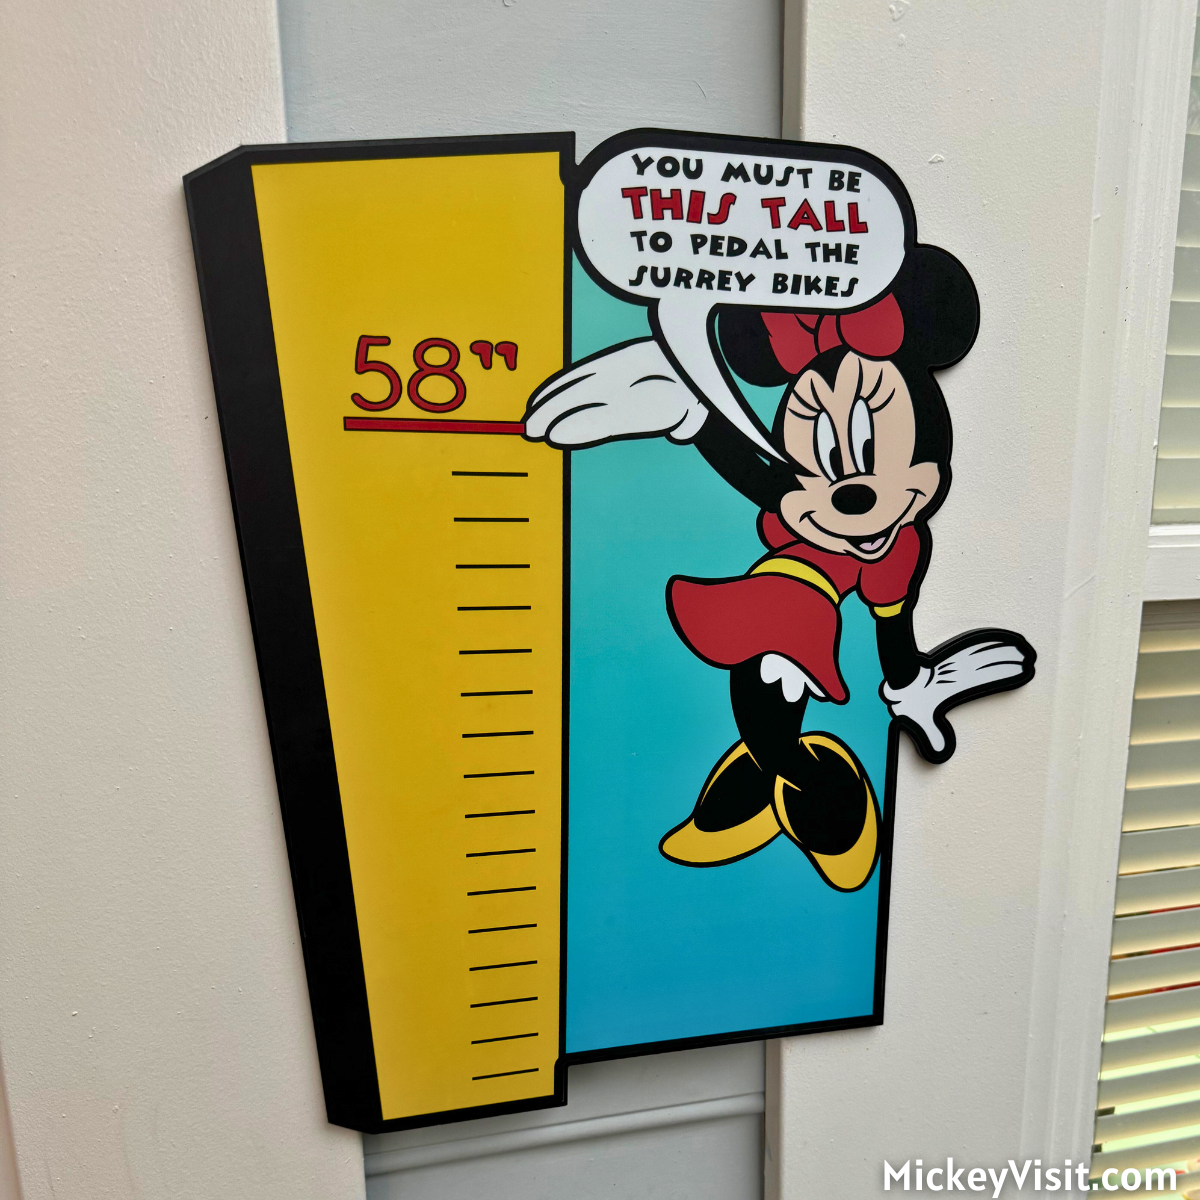 YOU MUST BE
THIS TALL
TO PEDAL THE
SURREY BIKES
58"
MickeyVisit.com